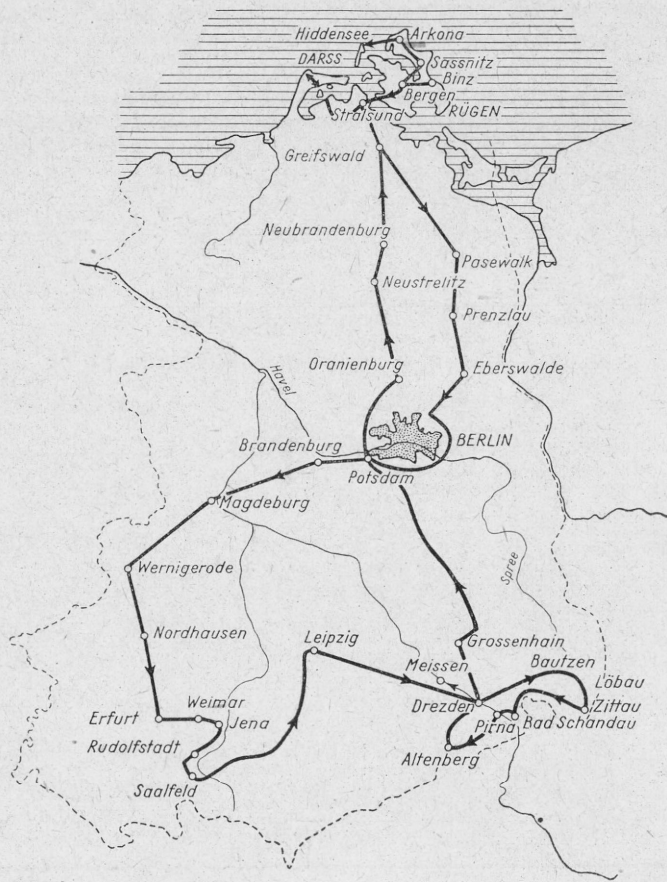 Hiddensee
Arkona
DARSS
Sassnitz
Binz
Bergen
RÜGEN
Stralsund
Greifswald
Neubrandenburg
Pasewalk
Neustrelitz
Prenzlau
Oranienburg
Eberswalde
Havel
BERLIN
Brandenburg
Potsdam
Magdeburg
Spree
Wernigerode
Nordhausen
Leipzig
Grossenhain
Meissen
Bautzen
Löbau
Weimar
Drezden
Zittau
Erfurt
Jena
Pirna
Bad Schandau
Rudolfstadt
Altenberg
Saalfeld